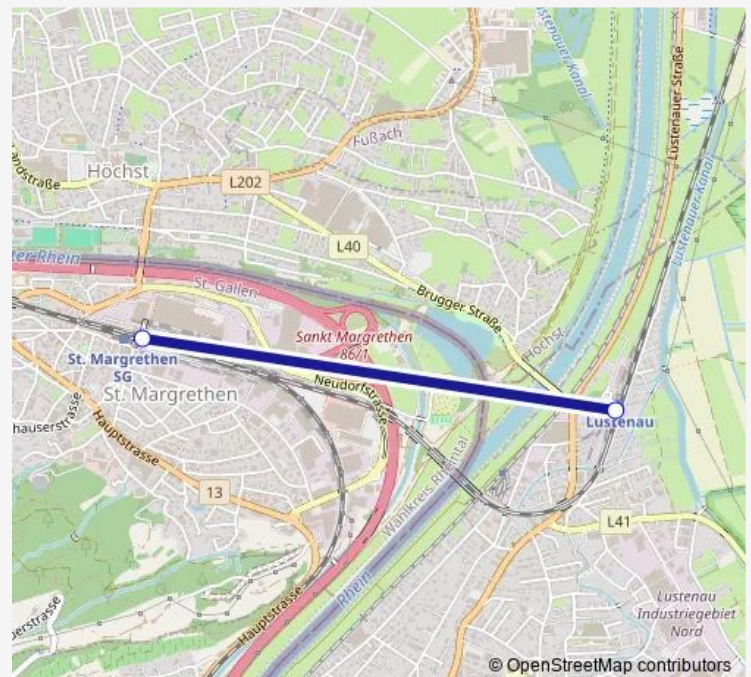 Lustenauer Kanal
Lustenauer Straße
Fußach
Höchst
L202
andstraße
L40
Lustenauer Kanal
ter Rhein
St. Gallen
Brugger Straße
Sankt Margrethen
86/1
Höchst
St. Margrethen
SG
St. Margrethen
Neudorfstrasse
Lustenau
hauserstrasse
Hauptstrasse
Wahlkreis Rheintal
13
L41
Rhein
Hauptstrasse
erstrasse
Lustenau
Industriegebiet
Nord
© OpenStreetMap contributors